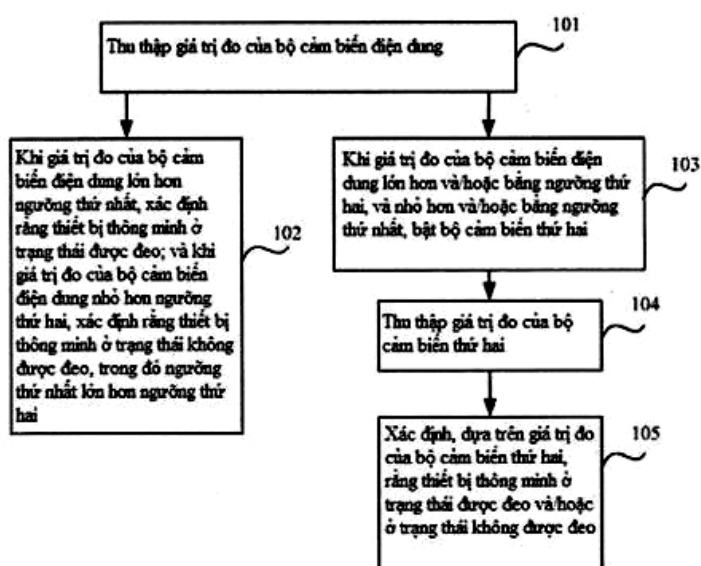 101
Thu thập giá trị đo của bộ cảm biến điện dung
Khi giá trị đo của bộ cảm
biến điện dung lớn hơn
ngưỡng thứ nhất, xác định
rằng thiết bị thông minh ở
trạng thái được đeo; và khi
giá trị đo của bộ cảm biến
điện dung nhỏ hơn ngưỡng
thứ hai, xác định rằng thiết bị
thông minh ở trạng thái không
được đeo, trong đó ngưỡng
thứ nhất lớn hơn ngưỡng thứ
hai
102
Khi giá trị đo của bộ cảm biến điện
dung lớn hơn và/hoặc bằng ngưỡng thứ
hai, và nhỏ hơn và/hoặc bằng ngưỡng
thứ nhất, bật bộ cảm biến thứ hai
103
Thu thập giá trị đo của bộ
cảm biến thứ hai
104
Xác định, dựa trên giá trị đo
của bộ cảm biến thứ hai,
rằng thiết bị thông minh ở
trạng thái được đeo và/hoặc
ở trạng thái không được đeo
105